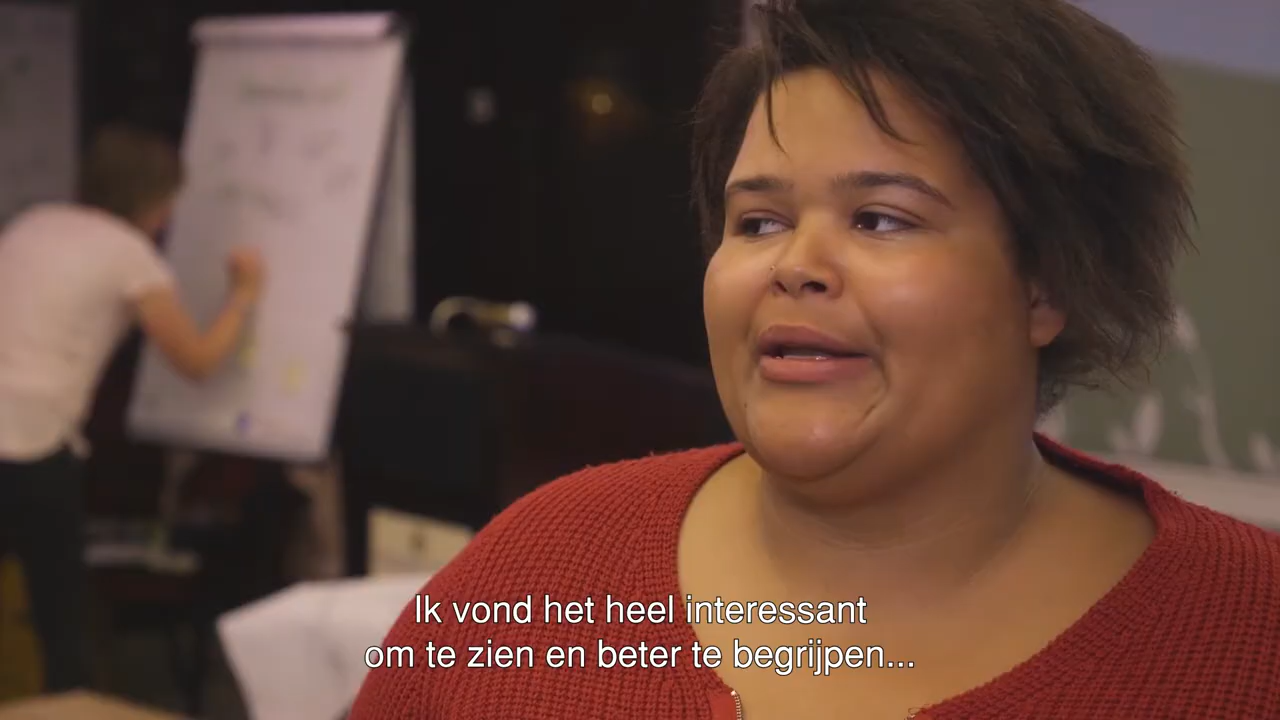 Ik vond het heel interessant
om te zien en beter te begrijpen...